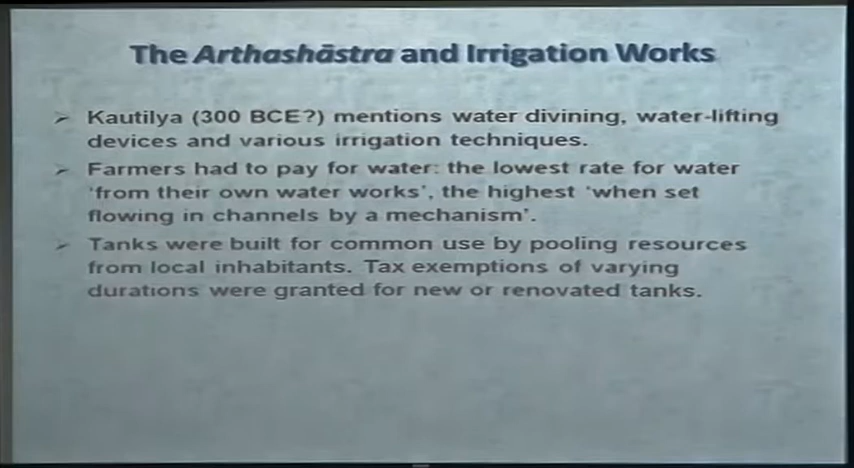 The Arthashāstra and Irrigation Works
➢ Kautilya (300 BCE?) mentions water divining, water-lifting
devices and various irrigation techniques.
➢ Farmers had to pay for water: the lowest rate for water
'from their own water works', the highest 'when set
flowing in channels by a mechanism'.
➢ Tanks were built for common use by pooling resources
from local inhabitants. Tax exemptions of varying
durations were granted for new or renovated tanks.